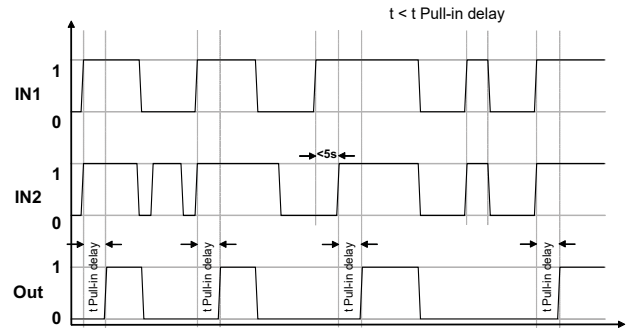 t < t Pull-in delay
1
IN1
0
1
<5s
IN2
0
t Pull-in delay
t Pull-in delay
t Pull-in delay
t Pull-in delay
1
Out
0